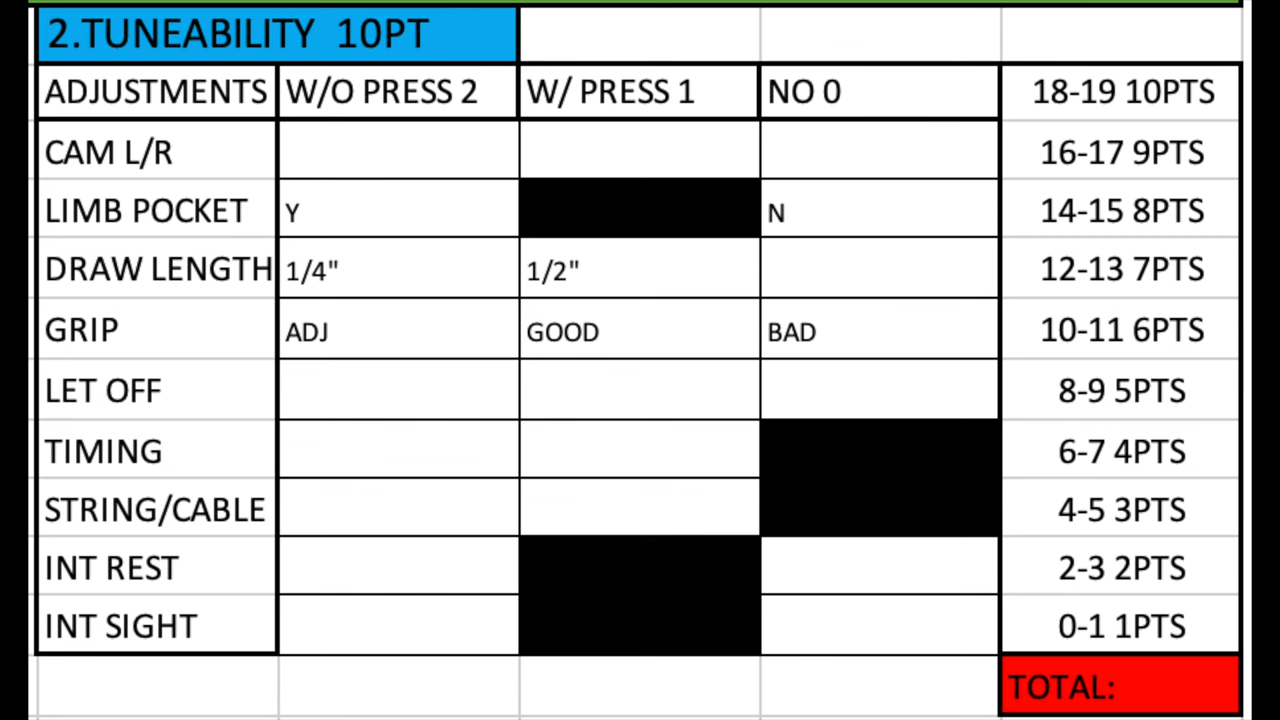 2.TUNEABILITY 10PT
ADJUSTMENTS W/O PRESS 2 W/ PRESS 1 NO 0 18-19 10PTS
CAM L/R 16-17 9PTS
LIMB POCKET Y N 14-15 8PTS
DRAW LENGTH 1/4" 1/2" 12-13 7PTS
GRIP ADJ GOOD BAD 10-11 6PTS
LET OFF 8-9 5PTS
TIMING 6-7 4PTS
STRING/CABLE 4-5 3PTS
INT REST 2-3 2PTS
INT SIGHT 0-1 1PTS
TOTAL: